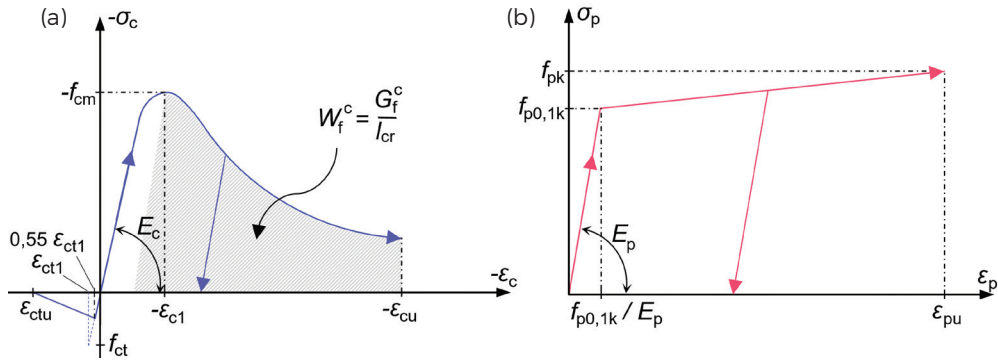 (a)
-σc
-fcm
Wfc = Gfc / lcr
Ec
0,55 εct1
εct1
-εc
εctu
-εc1
-εcu
fct
(b)
σp
fpk
fp0,1k
Ep
εp
fp0,1k / Ep
εpu